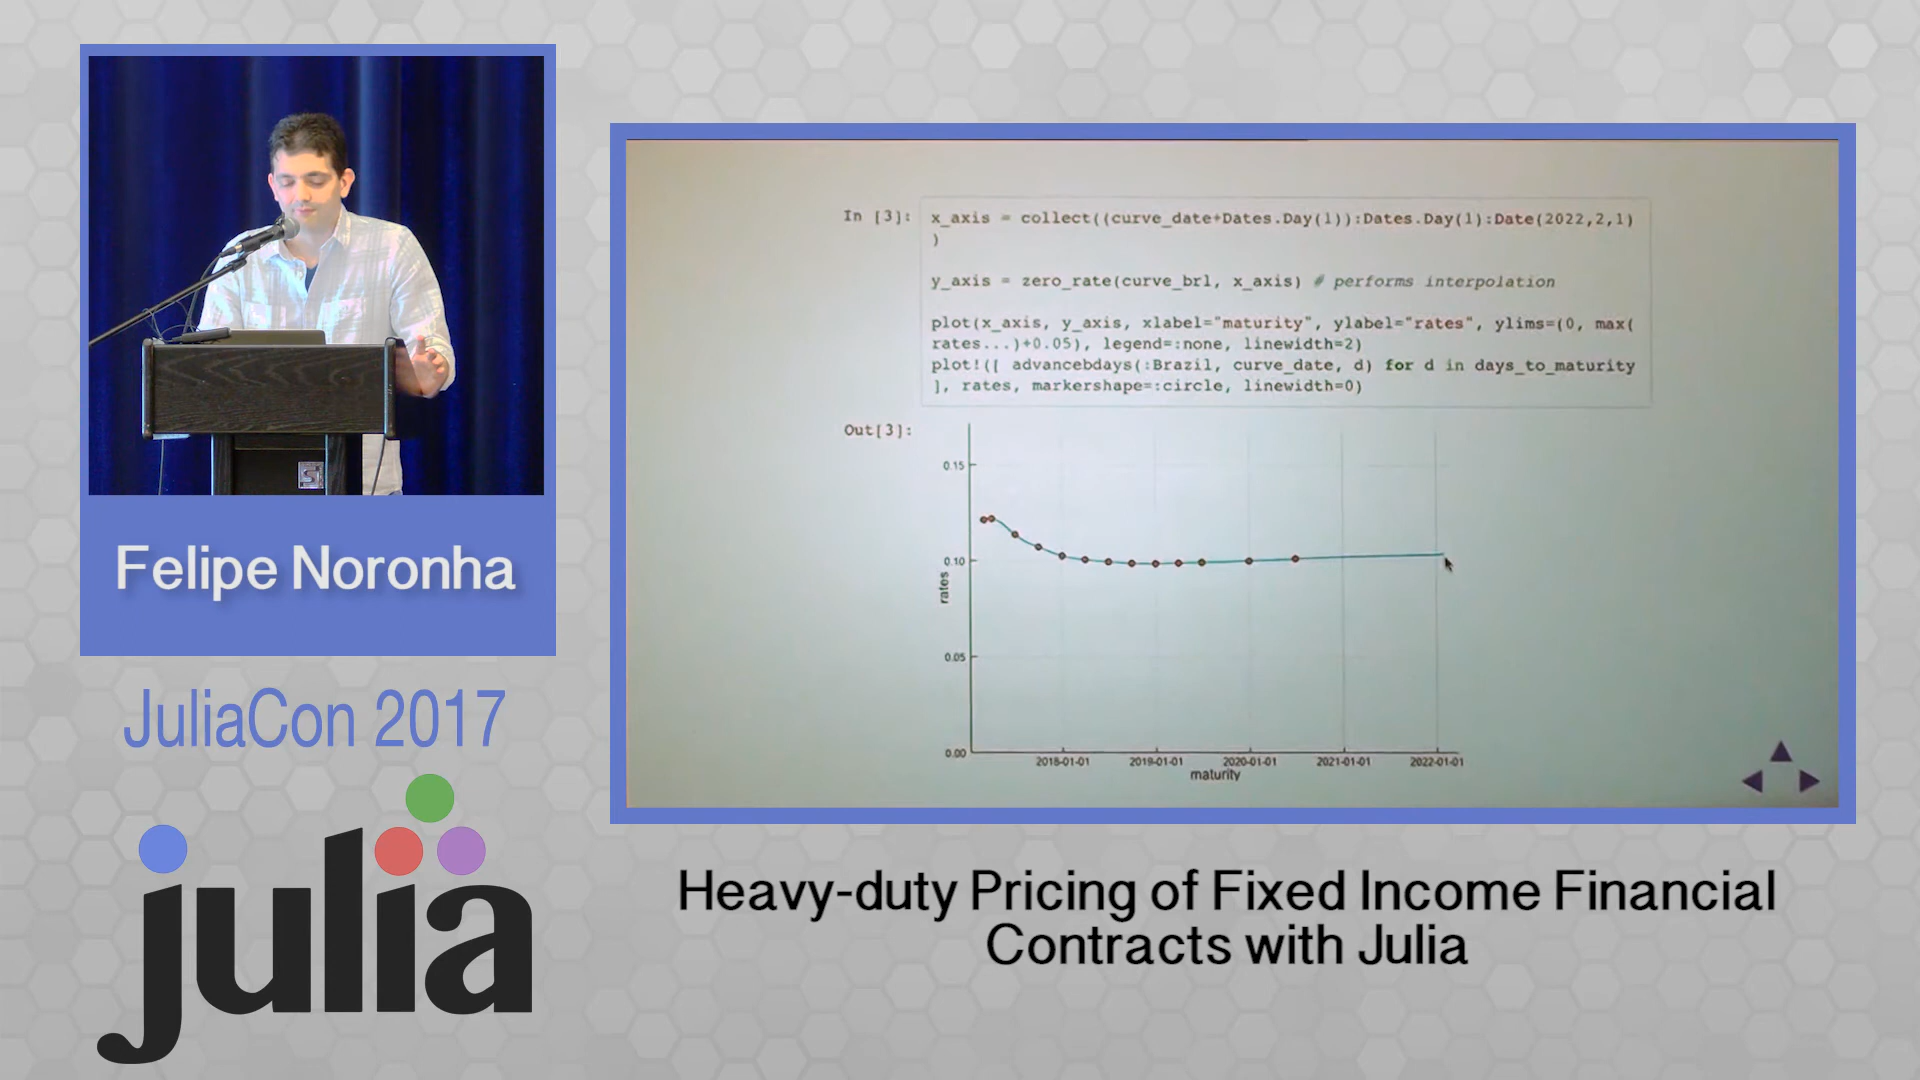 Felipe Noronha
JuliaCon 2017
julia
In [3]:
x_axis = collect((curve_date+Dates.Day(1)):Dates.Day(1):Date(2022,2,1)
)
y_axis = zero_rate(curve_brl, x_axis) # performs interpolation
plot(x_axis, y_axis, xlabel="maturity", ylabel="rates", ylims=(0, max(
rates...)+0.05), legend=:none, linewidth=2)
plot!([ advancebdays(:Brazil, curve_date, d) for d in days_to_maturity
], rates, markershape=:circle, linewidth=0)
Out[3]:
0.15
0.10
0.05
0.00
rates
2018-01-01 2019-01-01 2020-01-01 2021-01-01 2022-01-01
maturity
Heavy-duty Pricing of Fixed Income Financial
Contracts with Julia